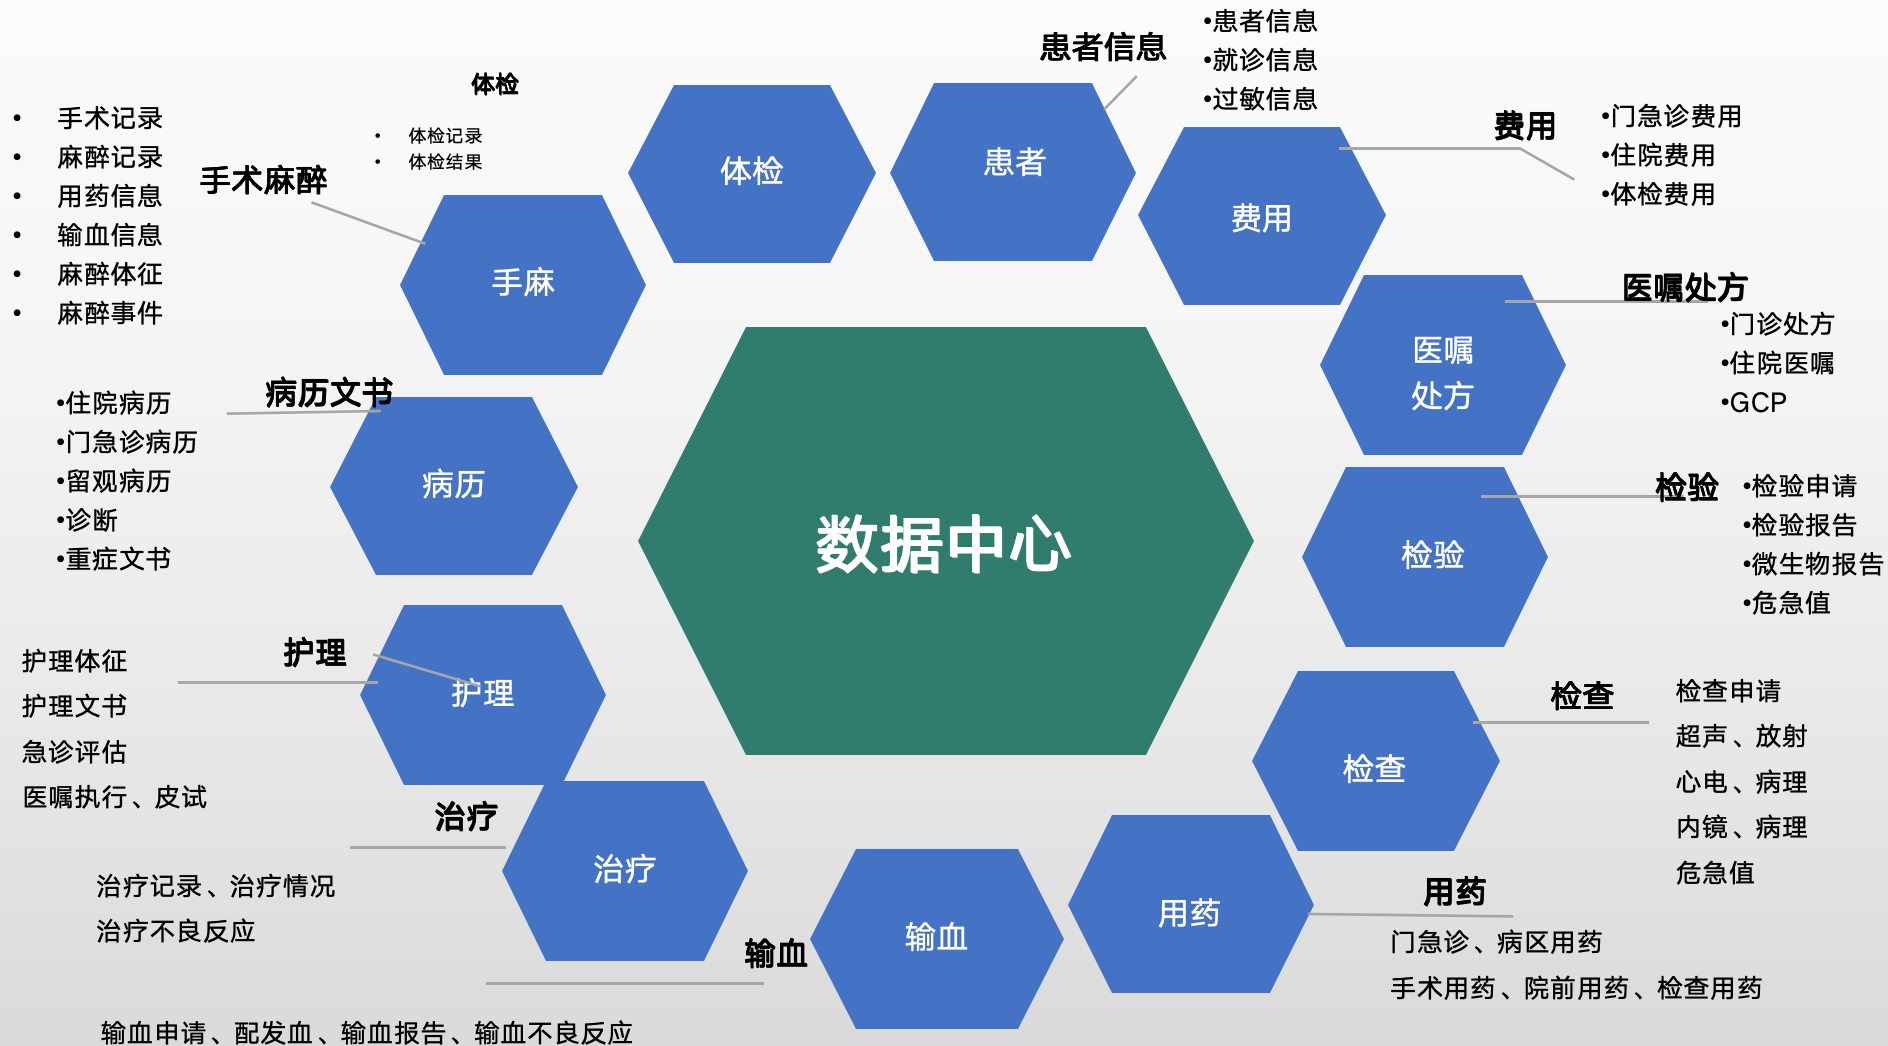 患者信息
•患者信息
•就诊信息
•过敏信息
体检
• 体检记录
• 体检结果
• 手术记录
• 麻醉记录
• 用药信息
• 输血信息
• 麻醉体征
• 麻醉事件
手术麻醉
费用
•门急诊费用
•住院费用
•体检费用
体检
患者
费用
手麻
医嘱处方
•门诊处方
•住院医嘱
•GCP
医嘱
处方
病历文书
•住院病历
•门急诊病历
•留观病历
•诊断
•重症文书
病历
数据中心
检验
检验
•检验申请
•检验报告
•微生物报告
•危急值
护理
护理体征
护理文书
急诊评估
医嘱执行、皮试
护理
检查
检查
检查申请
超声、放射
心电、病理
内镜、病理
危急值
治疗
治疗记录、治疗情况
治疗不良反应
治疗
输血
输血
用药
用药
门急诊、病区用药
手术用药、院前用药、检查用药
输血申请、配发血、输血报告、输血不良反应